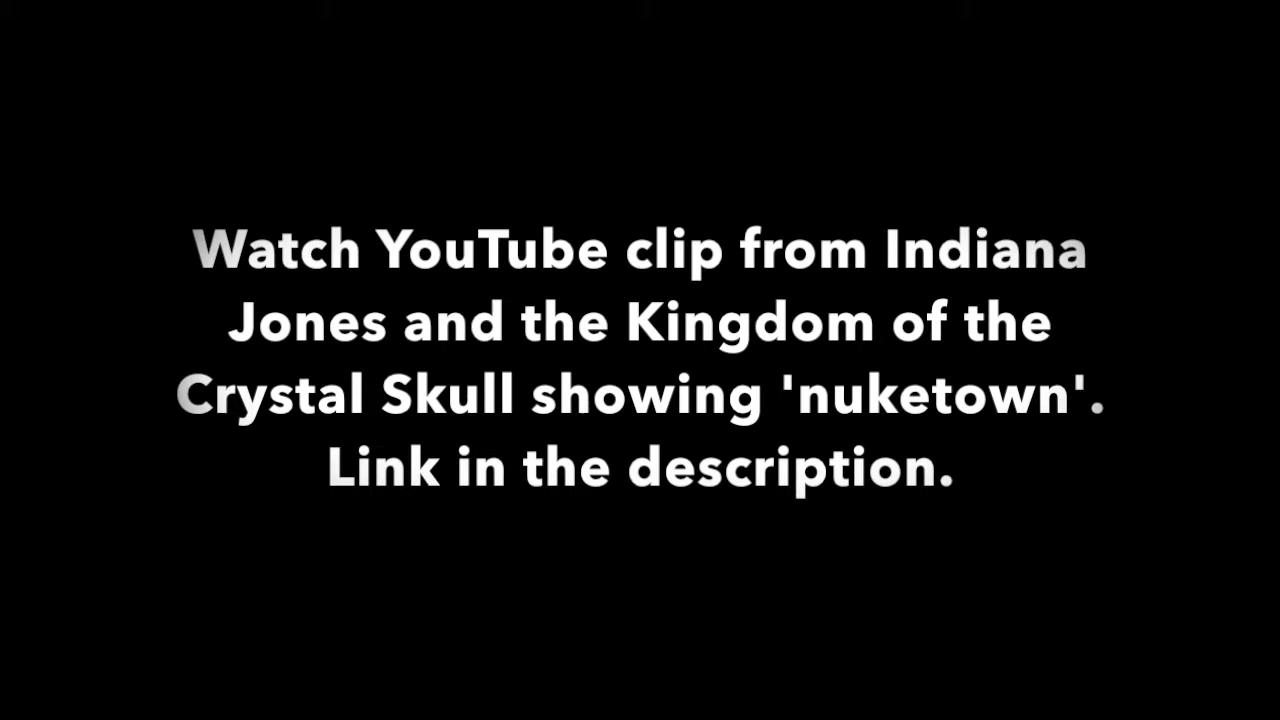 Watch YouTube clip from Indiana
Jones and the Kingdom of the
Crystal Skull showing 'nuketown'.
Link in the description.